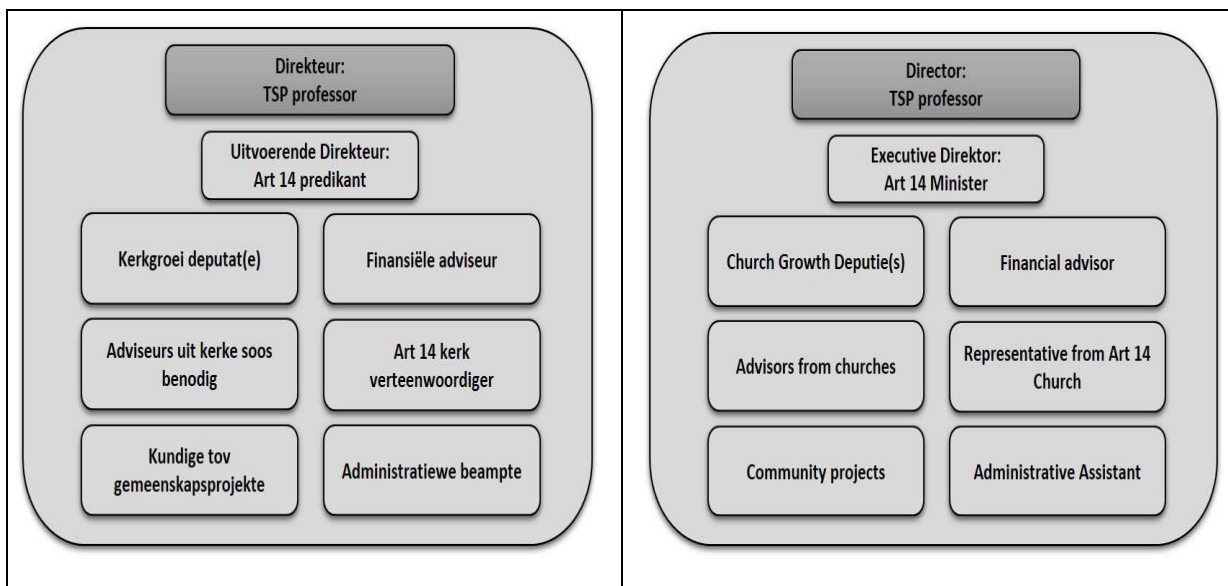 Direkteur:
TSP professor
Uitvoerende Direkteur:
Art 14 predikant
Kerkgroei deputat(e)
Finansiële adviseur
Adviseurs uit kerke soos
benodig
Art 14 kerk
verteenwoordiger
Kundige tov
gemeenskapsprojekte
Administratiewe beampte
Director:
TSP professor
Executive Direktor:
Art 14 Minister
Church Growth Deputie(s)
Financial advisor
Advisors from churches
Representative from Art 14
Church
Community projects
Administrative Assistant